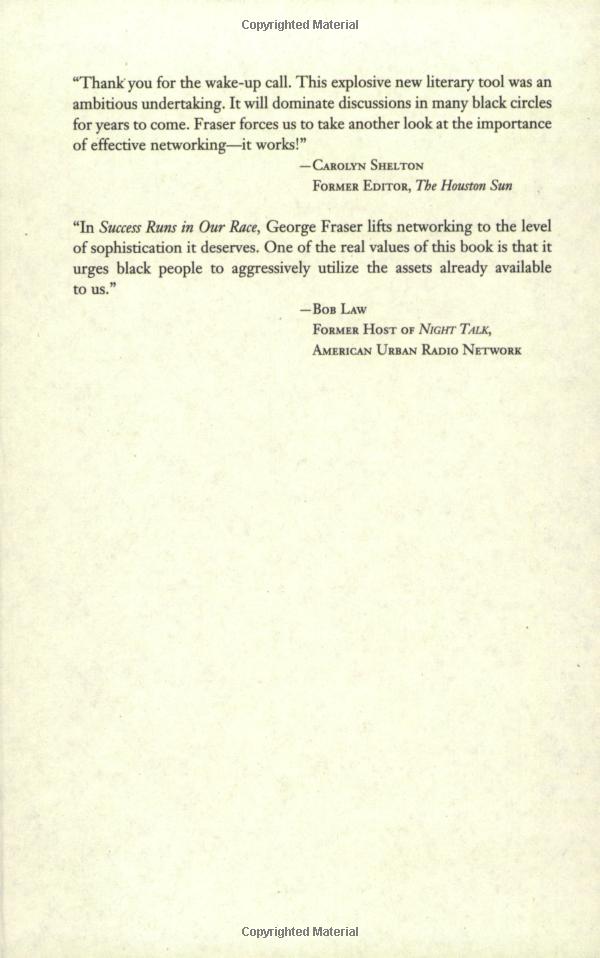 Copyrighted Material
“Thank you for the wake-up call. This explosive new literary tool was an
ambitious undertaking. It will dominate discussions in many black circles
for years to come. Fraser forces us to take another look at the importance
of effective networking—it works!”
—Carolyn Shelton
Former Editor, The Houston Sun
“In Success Runs in Our Race, George Fraser lifts networking to the level
of sophistication it deserves. One of the real values of this book is that it
urges black people to aggressively utilize the assets already available
to us.”
—Bob Law
Former Host of Night Talk,
American Urban Radio Network
Copyrighted Material